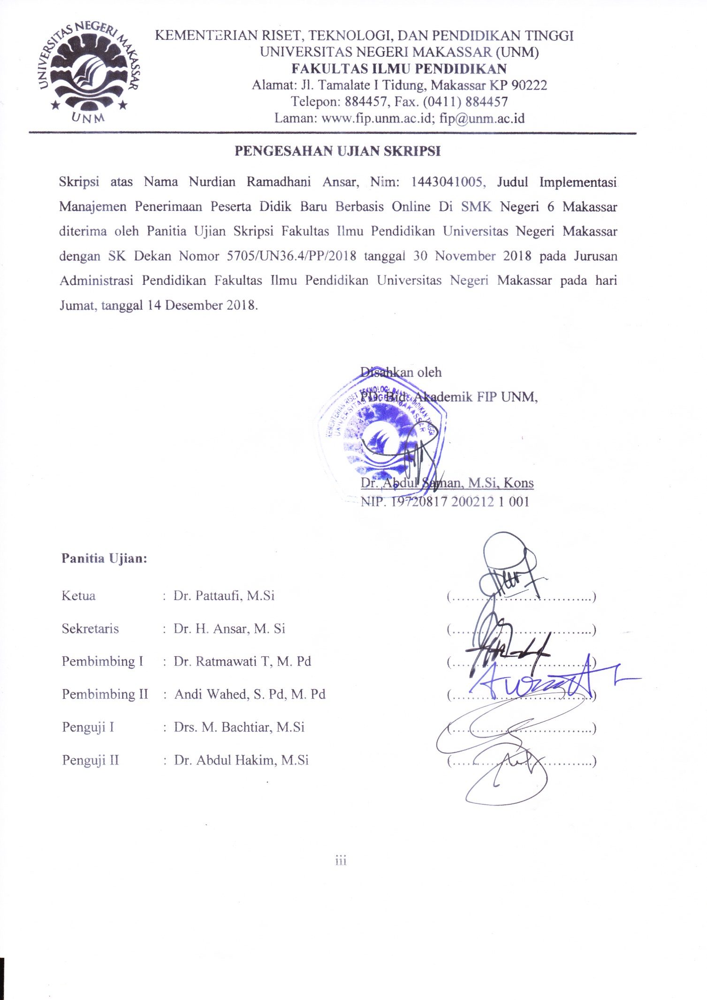 UNIVERSITAS NEGERI MAKASSAR
UNM
KEMENTERIAN RISET, TEKNOLOGI, DAN PENDIDIKAN TINGGI
UNIVERSITAS NEGERI MAKASSAR (UNM)
FAKULTAS ILMU PENDIDIKAN
Alamat: Jl. Tamalate I Tidung, Makassar KP 90222
Telepon: 884457, Fax. (0411) 884457
Laman: www.fip.unm.ac.id; fip@unm.ac.id
PENGESAHAN UJIAN SKRIPSI
Skripsi atas Nama Nurdian Ramadhani Ansar, Nim: 1443041005, Judul Implementasi
Manajemen Penerimaan Peserta Didik Baru Berbasis Online Di SMK Negeri 6 Makassar
diterima oleh Panitia Ujian Skripsi Fakultas Ilmu Pendidikan Universitas Negeri Makassar
dengan SK Dekan Nomor 5705/UN36.4/PP/2018 tanggal 30 November 2018 pada Jurusan
Administrasi Pendidikan Fakultas Ilmu Pendidikan Universitas Negeri Makassar pada hari
Jumat, tanggal 14 Desember 2018.
Disahkan oleh
PD. Bid. Akademik FIP UNM,
KEMENTERIAN RISET TEKNOLOGI DAN PENDIDIKAN TINGGI
UNIVERSITAS NEGERI MAKASSAR
Dr. Abdul Saman, M.Si, Kons
NIP. 19720817 200212 1 001
Panitia Ujian:
Ketua : Dr. Pattaufi, M.Si (................................)
Sekretaris : Dr. H. Ansar, M. Si (................................)
Pembimbing I : Dr. Ratmawati T, M. Pd (................................)
Pembimbing II : Andi Wahed, S. Pd, M. Pd (................................)
Penguji I : Drs. M. Bachtiar, M.Si (................................)
Penguji II : Dr. Abdul Hakim, M.Si (................................)
iii